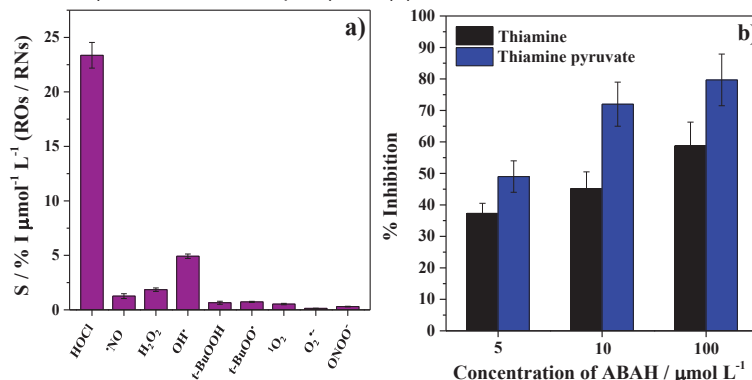 a)
25
20
15
10
5
0
S / % I μmol⁻¹ L⁻¹ (ROs / RNs)
HOCl
•NO
H₂O₂
OH•
t-BuOOH
t-BuOO•
¹O₂
O₂•⁻
ONOO⁻
b)
Thiamine
Thiamine pyruvate
100
90
80
70
60
50
40
30
20
10
0
% Inhibition
5 10 100
Concentration of ABAH / μmol L⁻¹